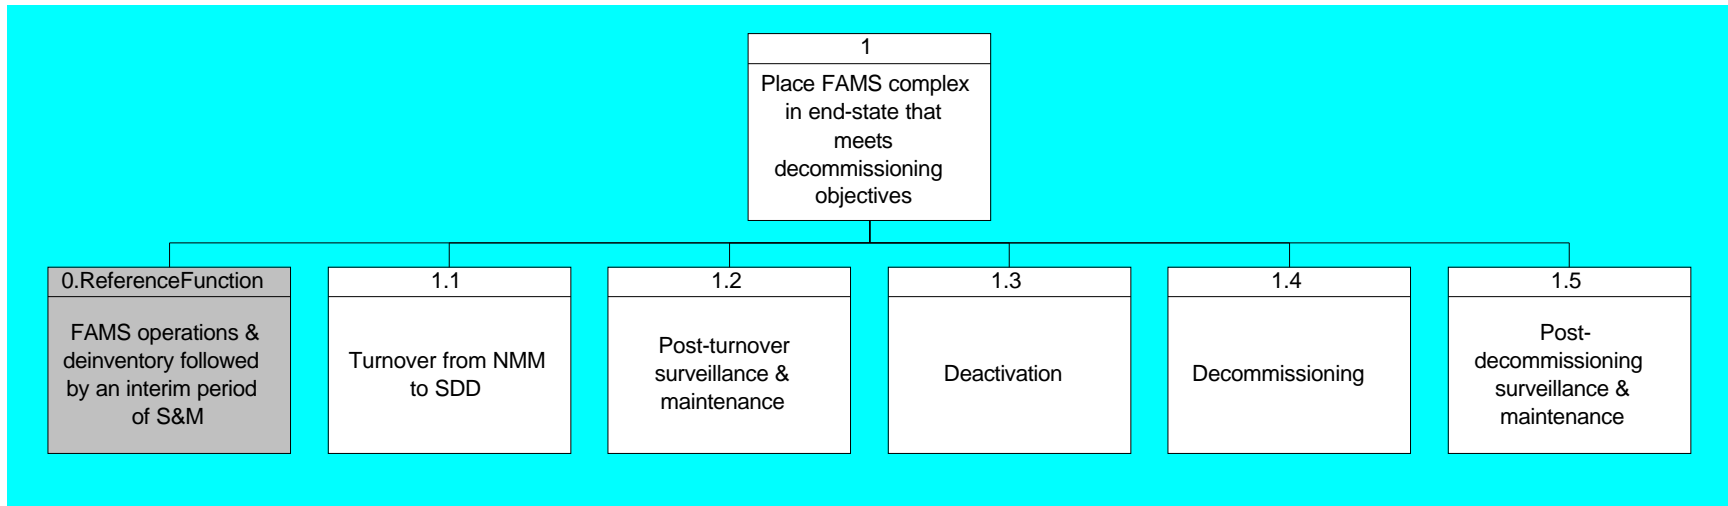 1
Place FAMS complex
in end-state that
meets
decommissioning
objectives
0.ReferenceFunction
FAMS operations &
deinventory followed
by an interim period
of S&M
1.1
Turnover from NMM
to SDD
1.2
Post-turnover
surveillance &
maintenance
1.3
Deactivation
1.4
Decommissioning
1.5
Post-
decommissioning
surveillance &
maintenance